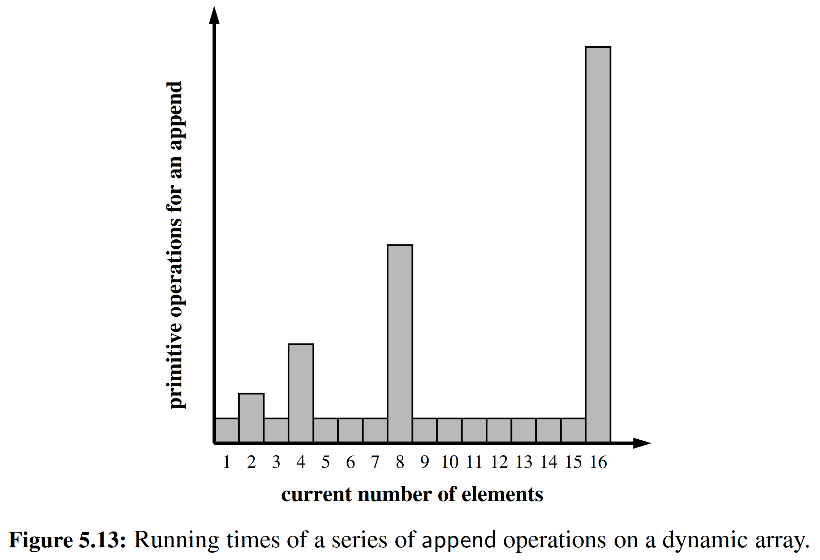 primitive operations for an append
1 2 3 4 5 6 7 8 9 10 11 12 13 14 15 16
current number of elements
Figure 5.13: Running times of a series of append operations on a dynamic array.